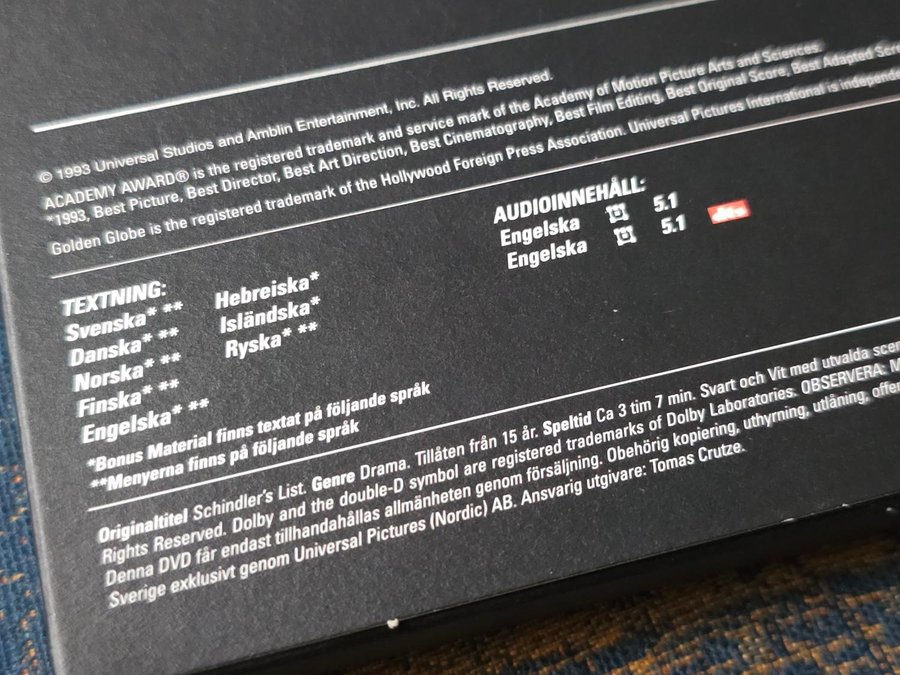 © 1993 Universal Studios and Amblin Entertainment, Inc. All Rights Reserved.
ACADEMY AWARD® is the registered trademark and service mark of the Academy of Motion Picture Arts and Sciences.
*1993, Best Picture, Best Director, Best Art Direction, Best Cinematography, Best Film Editing, Best Original Score, Best Adapted Scre
Golden Globe is the registered trademark of the Hollywood Foreign Press Association. Universal Pictures International is independe
TEXTNING:
Svenska* **
Danska* **
Norska* **
Finska* **
Engelska* **
Hebreiska*
Isländska*
Ryska* **
AUDIOINNEHÅLL:
Engelska 5.1
Engelska 5.1 dts
*Bonus Material finns textat på följande språk
**Menyerna finns på följande språk
Originaltitel Schindler's List. Genre Drama. Tillåten från 15 år. Speltid Ca 3 tim 7 min. Svart och Vit med utvalda scen
Rights Reserved. Dolby and the double-D symbol are registered trademarks of Dolby Laboratories. OBSERVERA: M
Denna DVD får endast tillhandahållas allmänheten genom försäljning. Obehörig kopiering, uthyrning, utlåning, offen
Sverige exklusivt genom Universal Pictures (Nordic) AB. Ansvarig utgivare: Tomas Crutze.